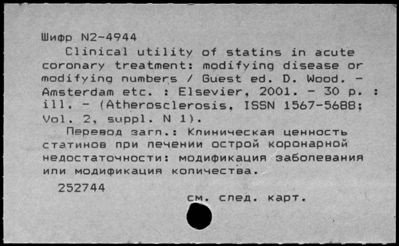 Шифр N2-4944
Clinical utility of statins in acute
coronary treatment: modifying disease or
modifying numbers / Guest ed. D. Wood. -
Amsterdam etc. : Elsevier, 2001. - 30 p. :
ill. - (Atherosclerosis, ISSN 1567-5688;
Vol. 2, suppl. N 1).
Перевод загл.: Клиническая ценность
статинов при лечении острой коронарной
недостаточности: модификация заболевания
или модификация количества.
252744
см. след. карт.